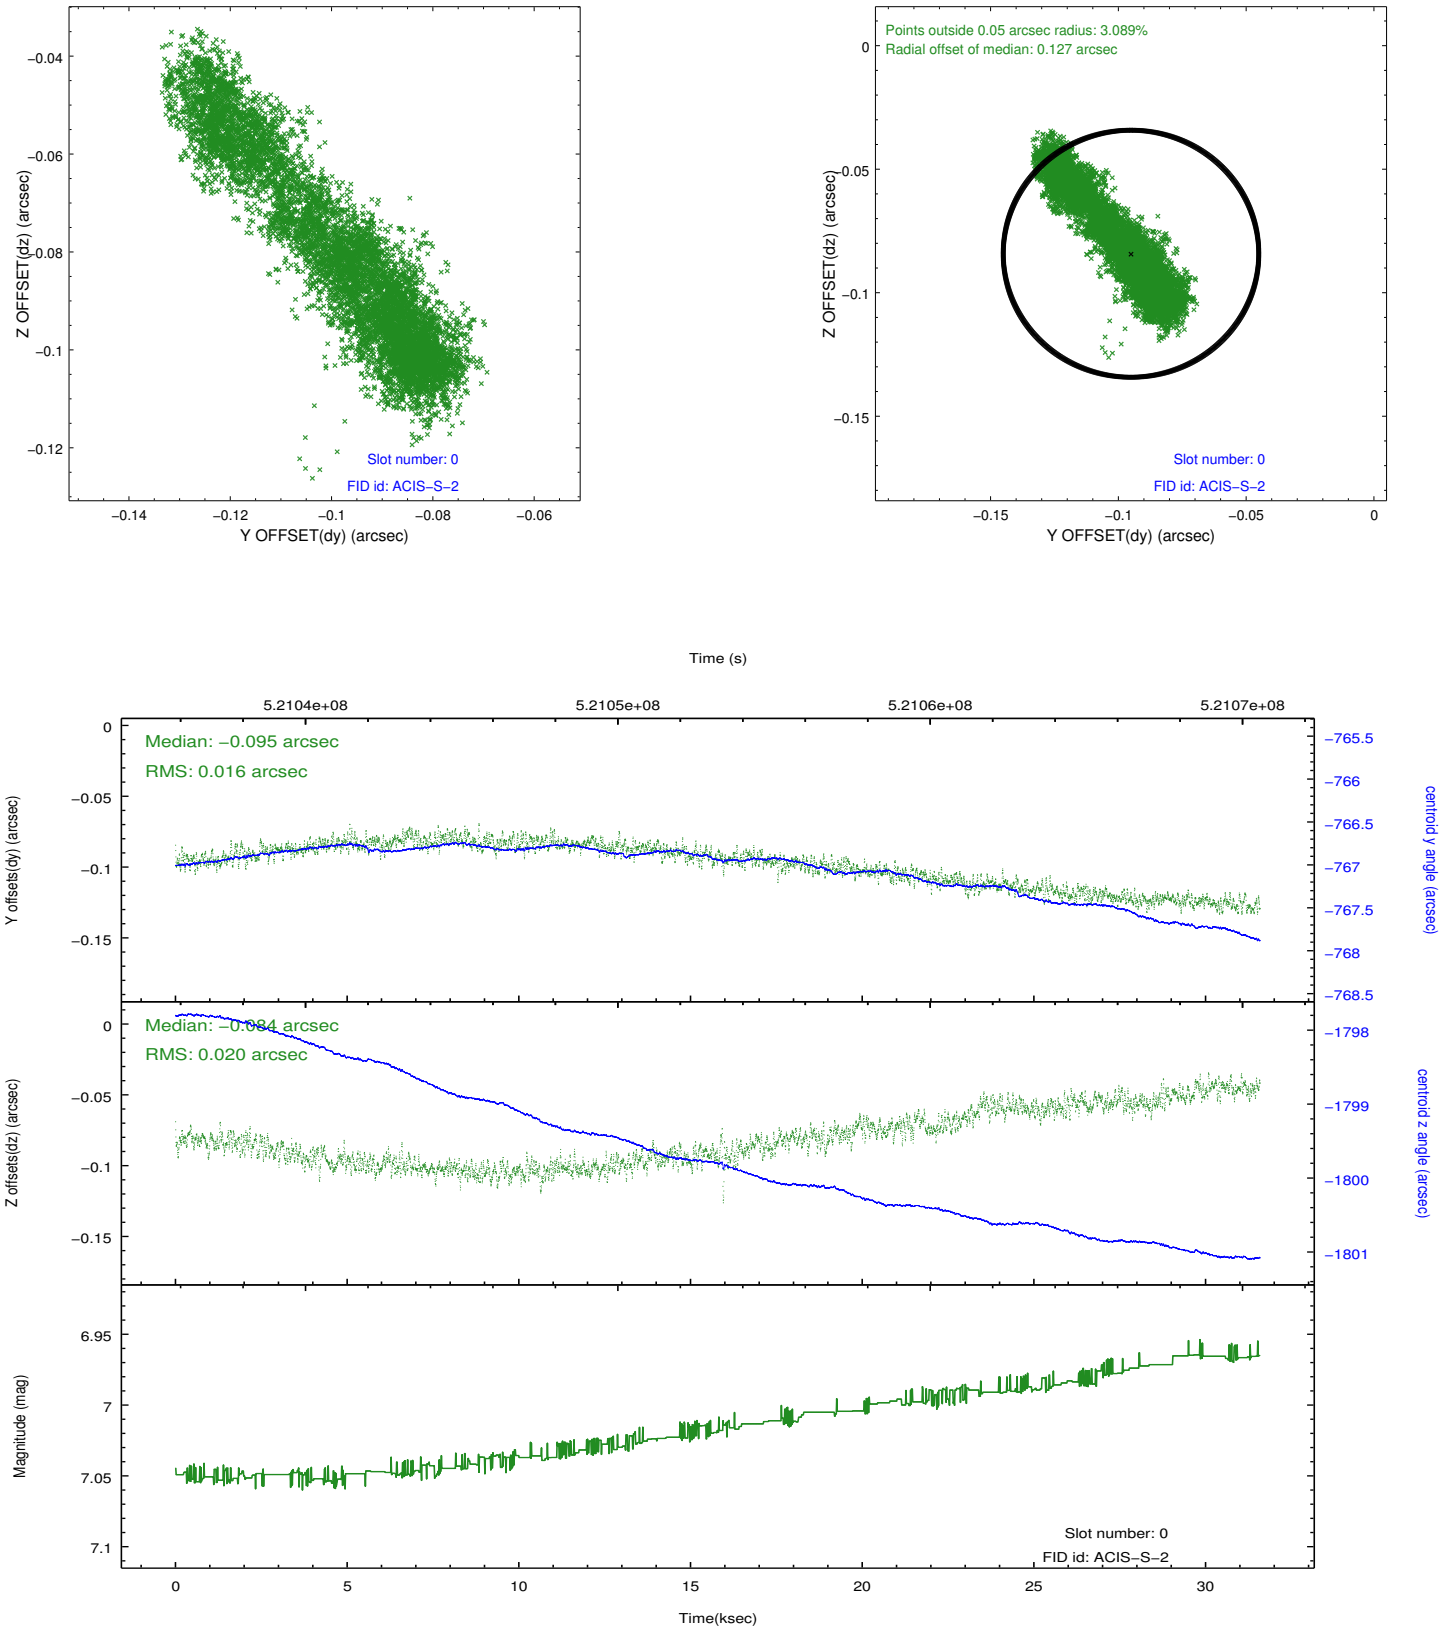 −0.04
−0.06
−0.08
−0.1
−0.12
Z OFFSET(dz) (arcsec)
Slot number: 0
FID id: ACIS−S−2
−0.14 −0.12 −0.1 −0.08 −0.06
Y OFFSET(dy) (arcsec)
Points outside 0.05 arcsec radius: 3.089%
Radial offset of median: 0.127 arcsec
0
−0.05
−0.1
−0.15
Z OFFSET(dz) (arcsec)
Slot number: 0
FID id: ACIS−S−2
−0.15 −0.1 −0.05 0
Y OFFSET(dy) (arcsec)
Time (s)
5.2104e+08 5.2105e+08 5.2106e+08 5.2107e+08
Median: −0.095 arcsec
RMS: 0.016 arcsec
0
−0.05
−0.1
−0.15
Y offsets(dy) (arcsec)
−765.5
−766
−766.5
−767
−767.5
−768
−768.5
centroid y angle (arcsec)
Median: −0.084 arcsec
RMS: 0.020 arcsec
0
−0.05
−0.1
−0.15
Z offsets(dz) (arcsec)
−1798
−1799
−1800
−1801
centroid z angle (arcsec)
6.95
7
7.05
7.1
Magnitude (mag)
Slot number: 0
FID id: ACIS−S−2
0 5 10 15 20 25 30
Time(ksec)